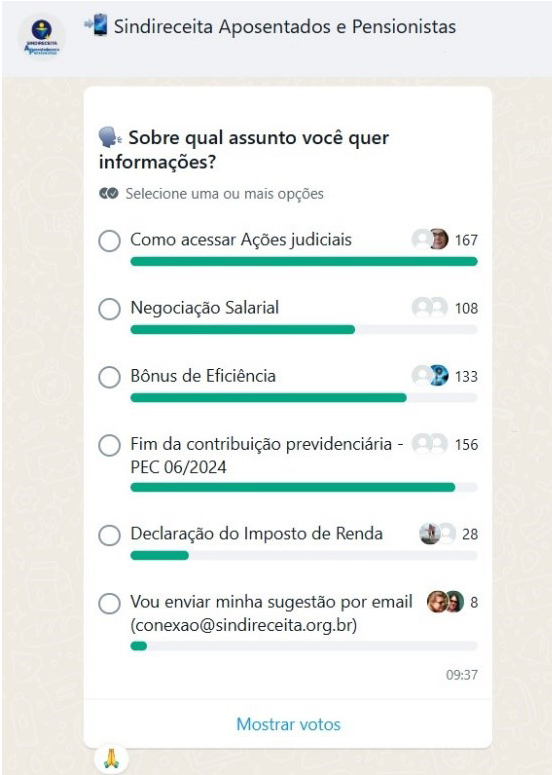 Sindireceita Aposentados e Pensionistas
SINDIRECEITA
Sobre qual assunto você quer
informações?
Selecione uma ou mais opções
Como acessar Ações judiciais 167
Negociação Salarial 108
Bônus de Eficiência 133
Fim da contribuição previdenciária - 156
PEC 06/2024
Declaração do Imposto de Renda 28
Vou enviar minha sugestão por email 8
(conexao@sindireceita.org.br)
09:37
Mostrar votos